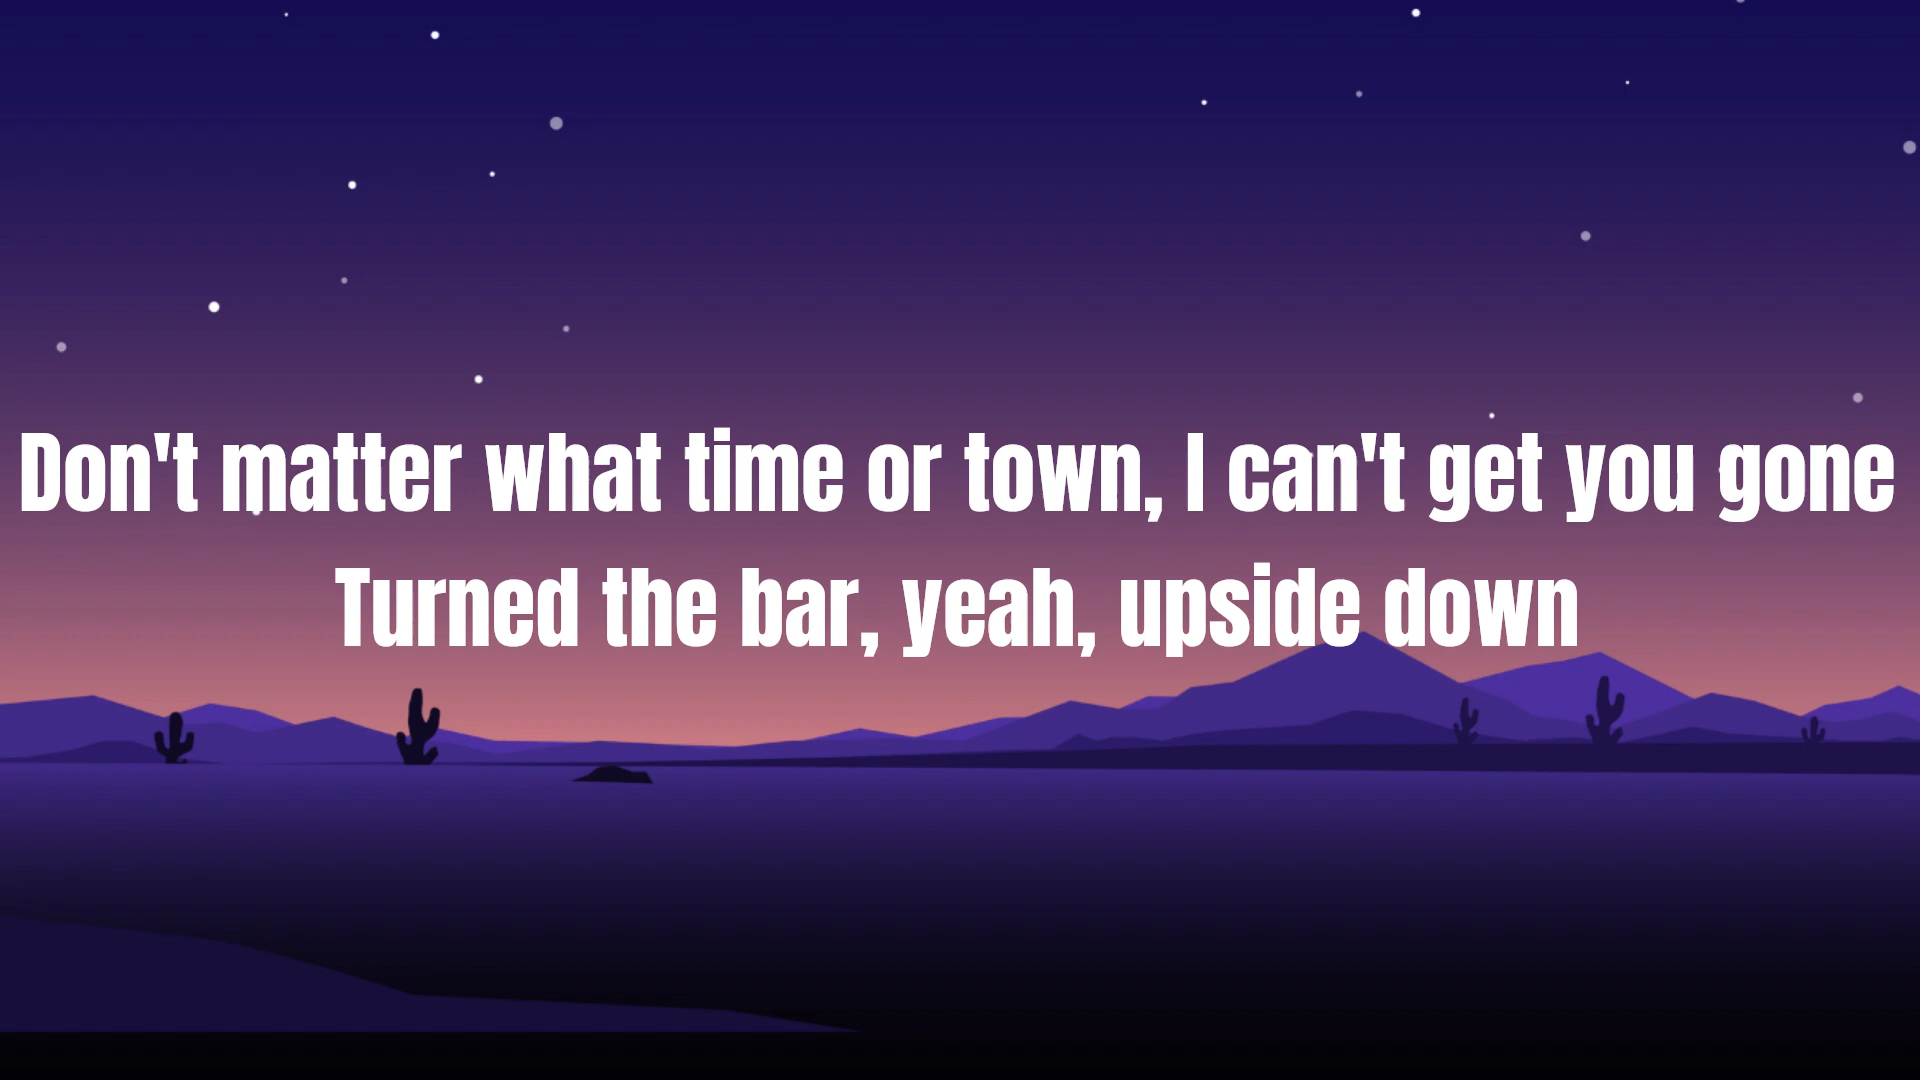 Don't matter what time or town, I can't get you gone
Turned the bar, yeah, upside down